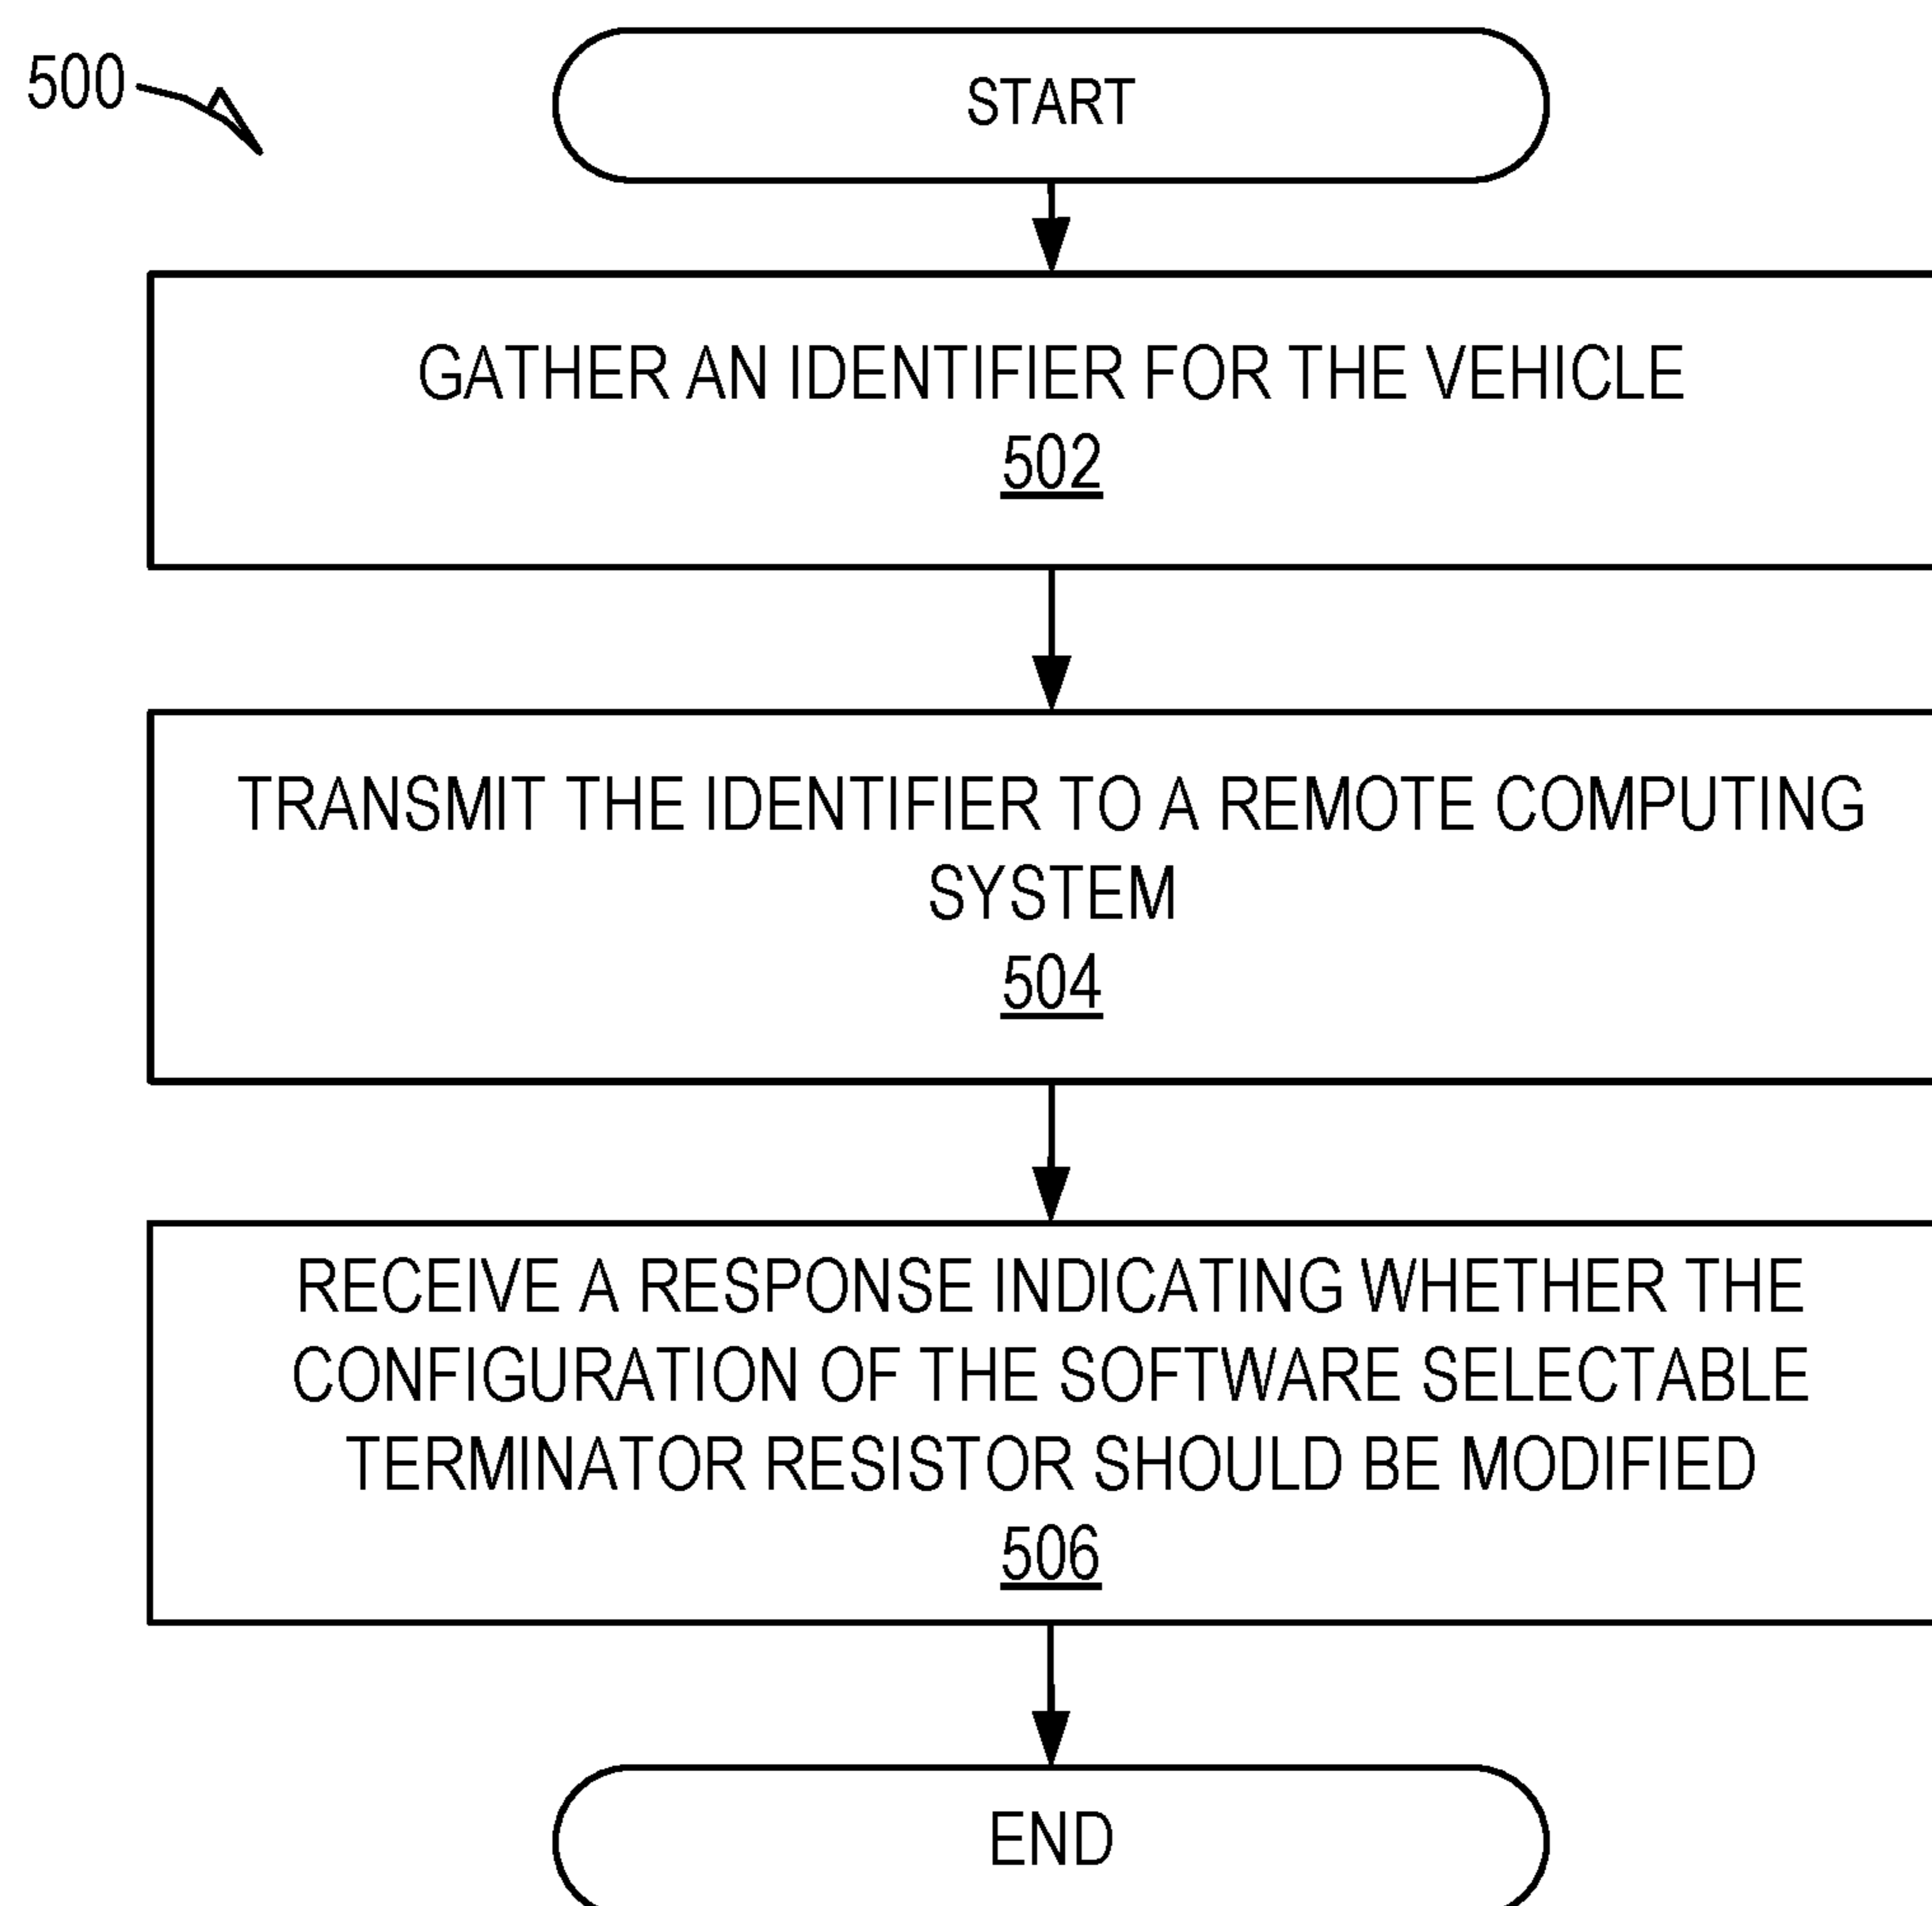 500
START
GATHER AN IDENTIFIER FOR THE VEHICLE
502
TRANSMIT THE IDENTIFIER TO A REMOTE COMPUTING
SYSTEM
504
RECEIVE A RESPONSE INDICATING WHETHER THE
CONFIGURATION OF THE SOFTWARE SELECTABLE
TERMINATOR RESISTOR SHOULD BE MODIFIED
506
END